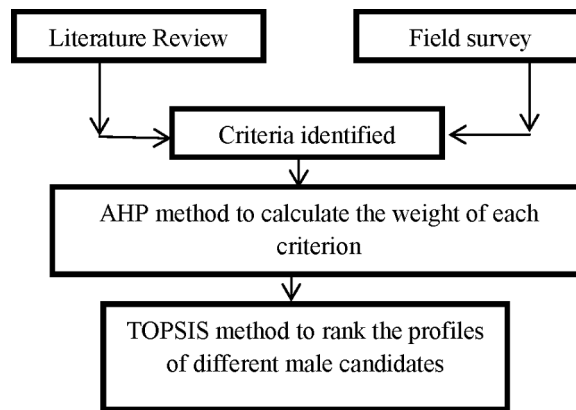 Literature Review
Field survey
Criteria identified
AHP method to calculate the weight of each
criterion
TOPSIS method to rank the profiles
of different male candidates